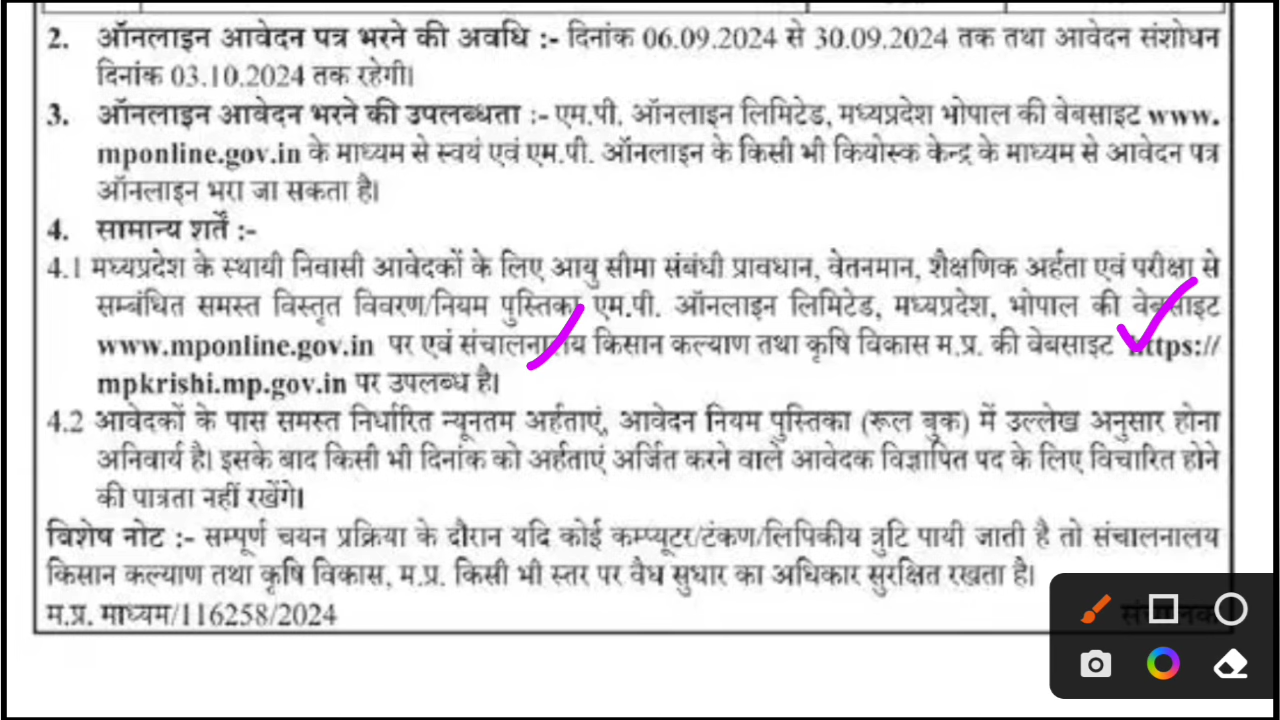 2. ऑनलाइन आवेदन पत्र भरने की अवधि :- दिनांक 06.09.2024 से 30.09.2024 तक तथा आवेदन संशोधन
दिनांक 03.10.2024 तक रहेगी।
3. ऑनलाइन आवेदन भरने की उपलब्धता :- एम.पी. ऑनलाइन लिमिटेड, मध्यप्रदेश भोपाल की वेबसाइट www.
mponline.gov.in के माध्यम से स्वयं एवं एम.पी. ऑनलाइन के किसी भी कियोस्क केन्द्र के माध्यम से आवेदन पत्र
ऑनलाइन भरा जा सकता है।
4. सामान्य शर्तें :-
4.1 मध्यप्रदेश के स्थायी निवासी आवेदकों के लिए आयु सीमा संबंधी प्रावधान, वेतनमान, शैक्षणिक अर्हता एवं परीक्षा से
सम्बंधित समस्त विस्तृत विवरण/नियम पुस्तिका, एम.पी. ऑनलाइन लिमिटेड, मध्यप्रदेश, भोपाल की वेबसाइट
www.mponline.gov.in पर एवं संचालनालय किसान कल्याण तथा कृषि विकास म.प्र. की वेबसाइट https://
mpkrishi.mp.gov.in पर उपलब्ध है।
4.2 आवेदकों के पास समस्त निर्धारित न्यूनतम अर्हताएं, आवेदन नियम पुस्तिका (रूल बुक) में उल्लेख अनुसार होना
अनिवार्य है। इसके बाद किसी भी दिनांक को अर्हताएं अर्जित करने वाले आवेदक विज्ञापित पद के लिए विचारित होने
की पात्रता नहीं रखेंगे।
विशेष नोट :- सम्पूर्ण चयन प्रक्रिया के दौरान यदि कोई कम्प्यूटर/टंकण/लिपिकीय त्रुटि पायी जाती है तो संचालनालय
किसान कल्याण तथा कृषि विकास, म.प्र. किसी भी स्तर पर वैध सुधार का अधिकार सुरक्षित रखता है।
म.प्र. माध्यम/116258/2024 संचालक